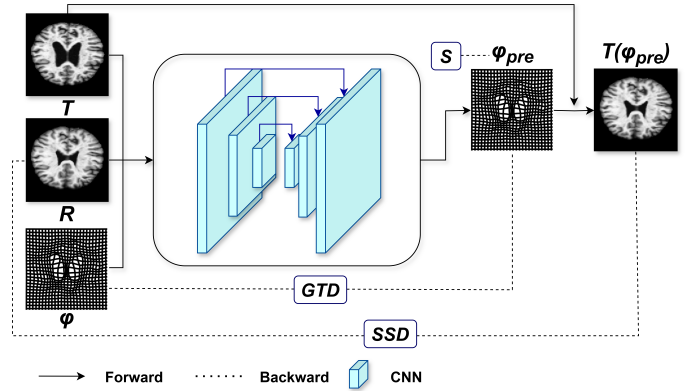 S
φpre
T(φpre)
T
R
GTD
φ
SSD
Forward
Backward
CNN